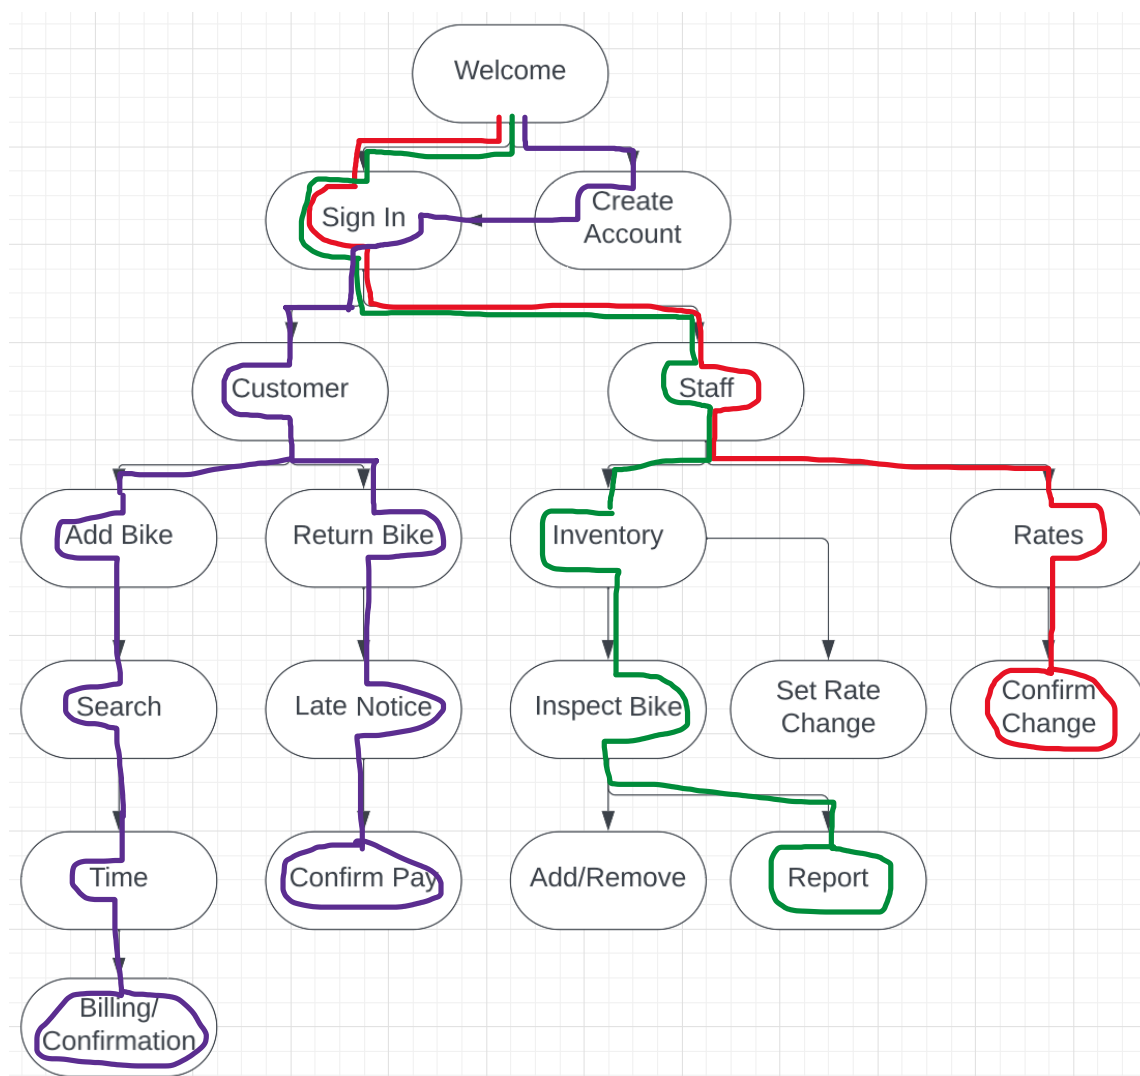 Welcome
Sign In
Create
Account
Customer
Staff
Add Bike
Return Bike
Inventory
Rates
Search
Late Notice
Inspect Bike
Set Rate
Change
Confirm
Change
Time
Confirm Pay
Add/Remove
Report
Billing/
Confirmation